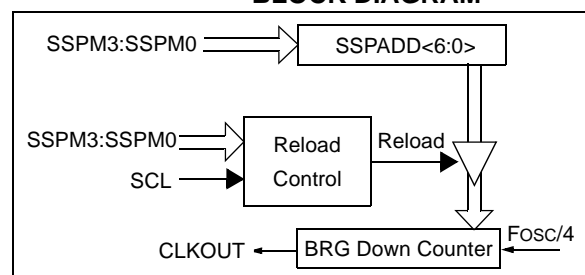 BLOCK DIAGRAM
SSPM3:SSPM0
SSPADD<6:0>
SSPM3:SSPM0
Reload
Control
Reload
SCL
CLKOUT
BRG Down Counter
FOSC/4